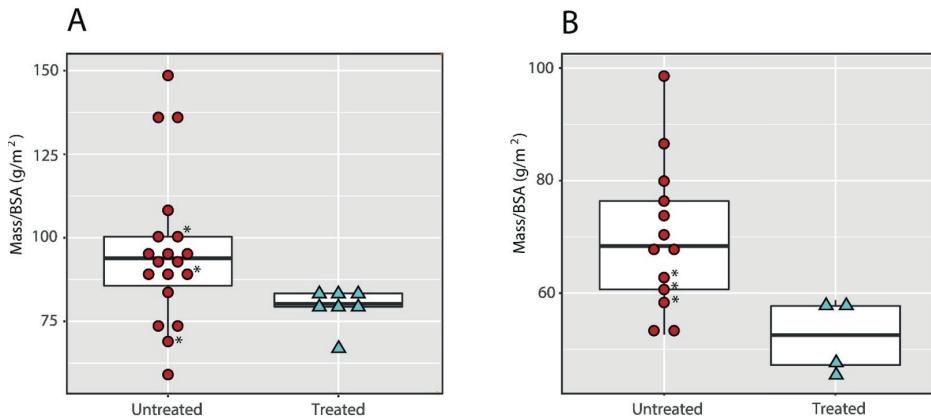 A
Mass/BSA (g/m²)
150
125
100
75
*
*
*
Untreated
Treated
B
Mass/BSA (g/m²)
100
80
60
*
*
*
Untreated
Treated